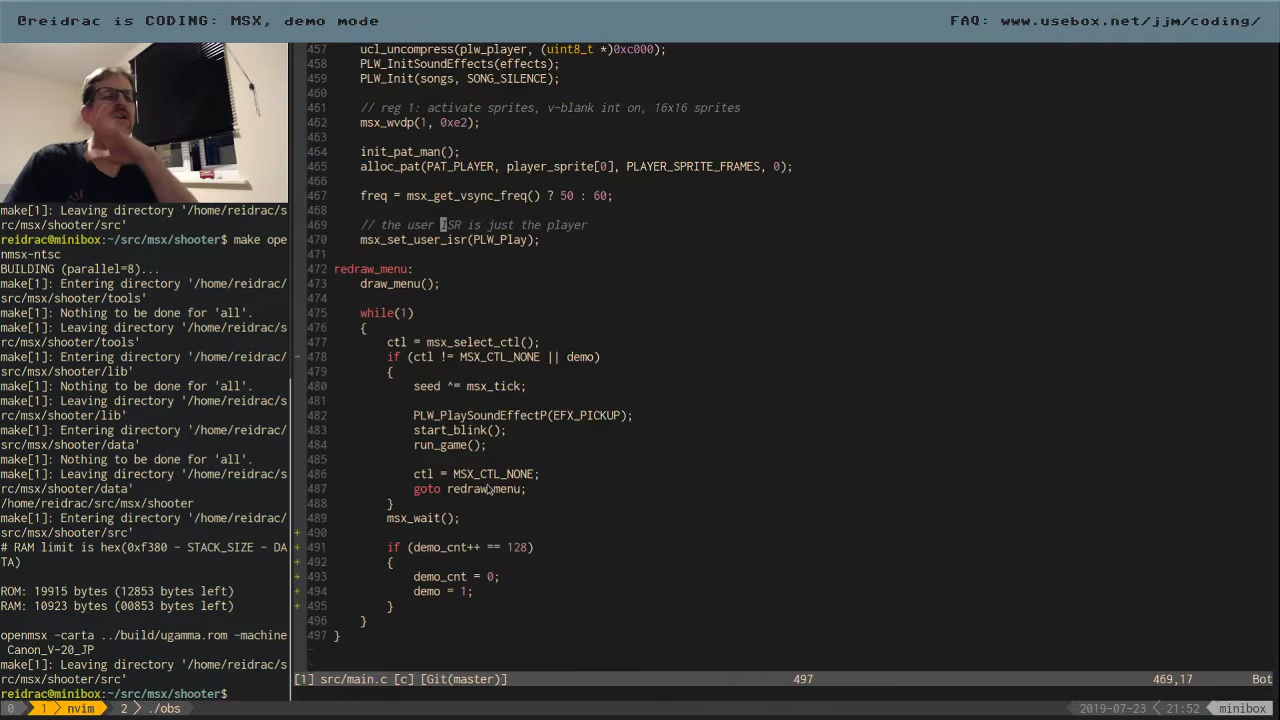 @reidrac is CODING: MSX, demo mode
FAQ: www.usebox.net/jjm/coding/
make[1]: Leaving directory '/home/reidrac/s
rc/msx/shooter/src'
reidrac@minibox:~/src/msx/shooter$ make ope
nmsx-ntsc
BUILDING (parallel=8)...
make[1]: Entering directory '/home/reidrac/
src/msx/shooter/tools'
make[1]: Nothing to be done for 'all'.
make[1]: Leaving directory '/home/reidrac/s
rc/msx/shooter/tools'
make[1]: Entering directory '/home/reidrac/
src/msx/shooter/lib'
make[1]: Nothing to be done for 'all'.
make[1]: Leaving directory '/home/reidrac/s
rc/msx/shooter/lib'
make[1]: Entering directory '/home/reidrac/
src/msx/shooter/data'
make[1]: Nothing to be done for 'all'.
make[1]: Leaving directory '/home/reidrac/s
rc/msx/shooter/data'
/home/reidrac/src/msx/shooter
make[1]: Entering directory '/home/reidrac/
src/msx/shooter/src'
# RAM limit is hex(0xf380 - STACK_SIZE - DA
TA)
ROM: 19915 bytes (12853 bytes left)
RAM: 10923 bytes (00853 bytes left)
openmsx -carta ../build/ugamma.rom -machine
Canon_V-20_JP
make[1]: Leaving directory '/home/reidrac/s
rc/msx/shooter/src'
reidrac@minibox:~/src/msx/shooter$
457 ucl_uncompress(plw_player, (uint8_t *)0xc000);
458 PLW_InitSoundEffects(effects);
459 PLW_Init(songs, SONG_SILENCE);
460
461 // reg 1: activate sprites, v-blank int on, 16x16 sprites
462 msx_wvdp(1, 0xe2);
463
464 init_pat_man();
465 alloc_pat(PAT_PLAYER, player_sprite[0], PLAYER_SPRITE_FRAMES, 0);
466
467 freq = msx_get_vsync_freq() ? 50 : 60;
468
469 // the user ISR is just the player
470 msx_set_user_isr(PLW_Play);
471
472 redraw_menu:
473 draw_menu();
474
475 while(1)
476 {
477 ctl = msx_select_ctl();
- 478 if (ctl != MSX_CTL_NONE || demo)
479 {
480 seed ^= msx_tick;
481
482 PLW_PlaySoundEffectP(EFX_PICKUP);
483 start_blink();
484 run_game();
485
486 ctl = MSX_CTL_NONE;
487 goto redraw_menu;
488 }
489 msx_wait();
+ 490
+ 491 if (demo_cnt++ == 128)
+ 492 {
+ 493 demo_cnt = 0;
+ 494 demo = 1;
+ 495 }
496 }
497 }
~
~
[1] src/main.c [c] [Git(master)] 497 469,17 Bot
0 1 nvim 2 ./obs 2019-07-23 21:52 minibox